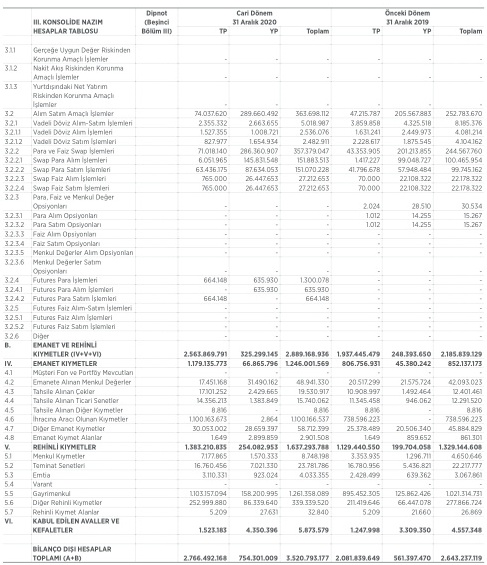 Dipnot Cari Dönem Önceki Dönem
III. KONSOLİDE NAZIM (Beşinci 31 Aralık 2020 31 Aralık 2019
HESAPLAR TABLOSU Bölüm III) TP YP Toplam TP YP Toplam
3.1.1 Gerçeğe Uygun Değer Riskinden
Korunma Amaçlı İşlemler - - - - - -
3.1.2 Nakit Akış Riskinden Korunma
Amaçlı İşlemler - - - - - -
3.1.3 Yurtdışındaki Net Yatırım
Riskinden Korunma Amaçlı
İşlemler - - - - - -
3.2 Alım Satım Amaçlı İşlemler 74.037.620 289.660.492 363.698.112 47.215.787 205.567.883 252.783.670
3.2.1 Vadeli Döviz Alım-Satım İşlemleri 2.355.332 2.663.655 5.018.987 3.859.858 4.325.518 8.185.376
3.2.1.1 Vadeli Döviz Alım İşlemleri 1.527.355 1.008.721 2.536.076 1.631.241 2.449.973 4.081.214
3.2.1.2 Vadeli Döviz Satım İşlemleri 827.977 1.654.934 2.482.911 2.228.617 1.875.545 4.104.162
3.2.2 Para ve Faiz Swap İşlemleri 71.018.140 286.360.907 357.379.047 43.353.905 201.213.855 244.567.760
3.2.2.1 Swap Para Alım İşlemleri 6.051.965 145.831.548 151.883.513 1.417.227 99.048.727 100.465.954
3.2.2.2 Swap Para Satım İşlemleri 63.436.175 87.634.053 151.070.228 41.796.678 57.948.484 99.745.162
3.2.2.3 Swap Faiz Alım İşlemleri 765.000 26.447.653 27.212.653 70.000 22.108.322 22.178.322
3.2.2.4 Swap Faiz Satım İşlemleri 765.000 26.447.653 27.212.653 70.000 22.108.322 22.178.322
3.2.3 Para, Faiz ve Menkul Değer
Opsiyonları - - - 2.024 28.510 30.534
3.2.3.1 Para Alım Opsiyonları - - - 1.012 14.255 15.267
3.2.3.2 Para Satım Opsiyonları - - - 1.012 14.255 15.267
3.2.3.3 Faiz Alım Opsiyonları - - - - - -
3.2.3.4 Faiz Satım Opsiyonları - - - - - -
3.2.3.5 Menkul Değerler Alım Opsiyonları - - - - - -
3.2.3.6 Menkul Değerler Satım
Opsiyonları - - - - - -
3.2.4 Futures Para İşlemleri 664.148 635.930 1.300.078 - - -
3.2.4.1 Futures Para Alım İşlemleri - 635.930 635.930 - - -
3.2.4.2 Futures Para Satım İşlemleri 664.148 - 664.148 - - -
3.2.5 Futures Faiz Alım-Satım İşlemleri - - - - - -
3.2.5.1 Futures Faiz Alım İşlemleri - - - - - -
3.2.5.2 Futures Faiz Satım İşlemleri - - - - - -
3.2.6 Diğer - - - - - -
B. EMANET VE REHİNLİ
KIYMETLER (IV+V+VI) 2.563.869.791 325.299.145 2.889.168.936 1.937.445.479 248.393.650 2.185.839.129
IV. EMANET KIYMETLER 1.179.135.773 66.865.796 1.246.001.569 806.756.931 45.380.242 852.137.173
4.1 Müşteri Fon ve Portföy Mevcutları - - - - - -
4.2 Emanete Alınan Menkul Değerler 17.451.168 31.490.162 48.941.330 20.517.299 21.575.724 42.093.023
4.3 Tahsile Alınan Çekler 17.101.252 2.429.665 19.530.917 10.908.997 1.492.464 12.401.461
4.4 Tahsile Alınan Ticari Senetler 14.356.213 1.383.849 15.740.062 11.345.458 946.062 12.291.520
4.5 Tahsile Alınan Diğer Kıymetler 8.816 - 8.816 8.816 - 8.816
4.6 İhracına Aracı Olunan Kıymetler 1.100.163.673 2.864 1.100.166.537 738.596.223 - 738.596.223
4.7 Diğer Emanet Kıymetler 30.053.002 28.659.397 58.712.399 25.378.489 20.506.340 45.884.829
4.8 Emanet Kıymet Alanlar 1.649 2.899.859 2.901.508 1.649 859.652 861.301
V. REHİNLİ KIYMETLER 1.383.210.835 254.082.953 1.637.293.788 1.129.440.550 199.704.058 1.329.144.608
5.1 Menkul Kıymetler 7.177.865 1.570.333 8.748.198 3.353.935 1.296.711 4.650.646
5.2 Teminat Senetleri 16.760.456 7.021.330 23.781.786 16.780.956 5.436.821 22.217.777
5.3 Emtia 3.110.331 923.024 4.033.355 2.428.499 639.362 3.067.861
5.4 Varant - - - - - -
5.5 Gayrimenkul 1.103.157.094 158.200.995 1.261.358.089 895.452.305 125.862.426 1.021.314.731
5.6 Diğer Rehinli Kıymetler 252.999.880 86.339.640 339.339.520 211.419.646 66.447.078 277.866.724
5.7 Rehinli Kıymet Alanlar 5.209 27.631 32.840 5.209 21.660 26.869
VI. KABUL EDİLEN AVALLER VE
KEFALETLER 1.523.183 4.350.396 5.873.579 1.247.998 3.309.350 4.557.348
BİLANÇO DIŞI HESAPLAR
TOPLAMI (A+B) 2.766.492.168 754.301.009 3.520.793.177 2.081.839.649 561.397.470 2.643.237.119